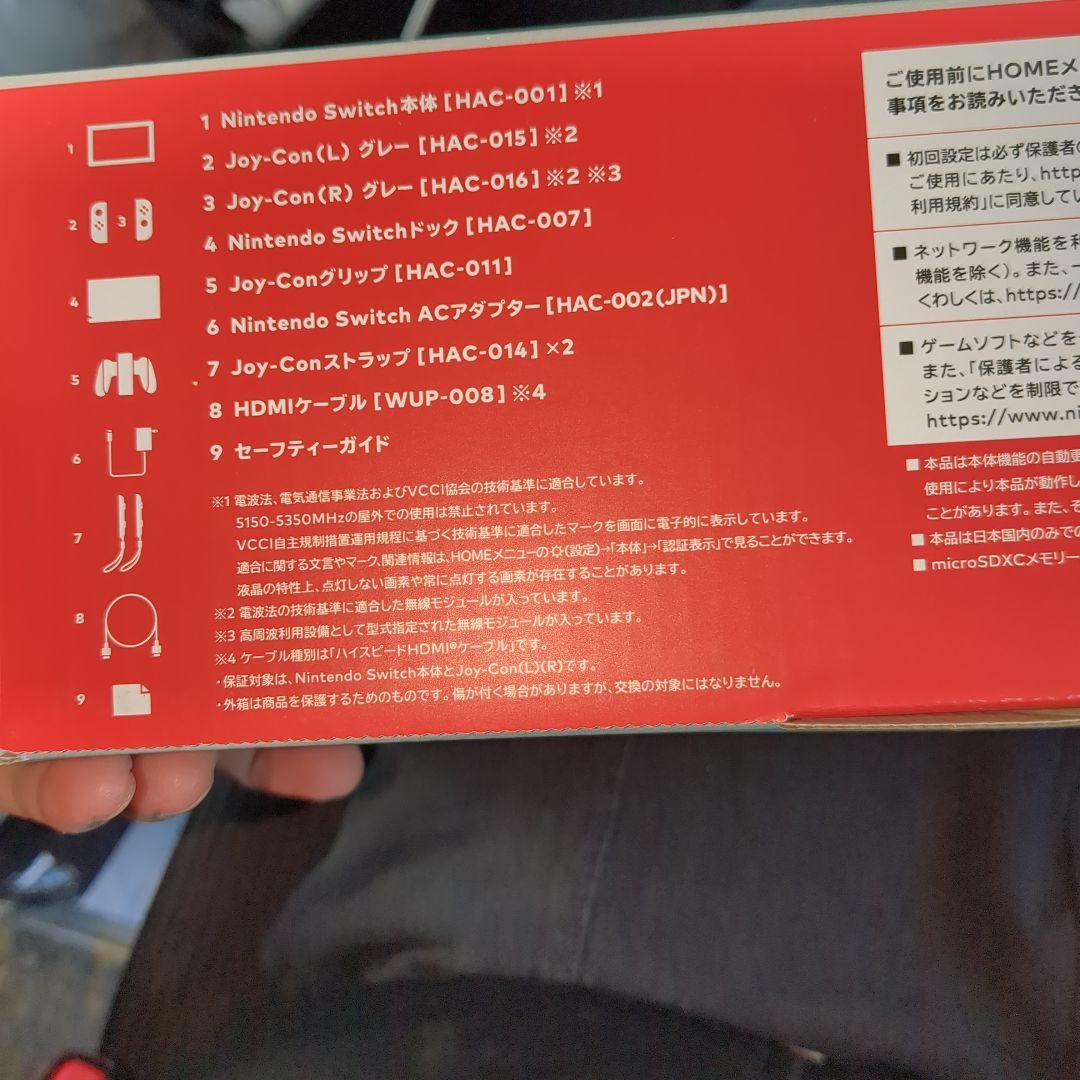 1 Nintendo Switch本体 [HAC-001] ※1
2 Joy-Con(L) グレー [HAC-015] ※2
3 Joy-Con(R) グレー [HAC-016] ※2 ※3
4 Nintendo Switchドック [HAC-007]
5 Joy-Conグリップ [HAC-011]
6 Nintendo Switch ACアダプター [HAC-002(JPN)]
7 Joy-Conストラップ [HAC-014] ×2
8 HDMIケーブル [WUP-008] ※4
9 セーフティーガイド
1
2
3
4
5
6
7
8
9
※1 電波法、電気通信事業法およびVCCI協会の技術基準に適合しています。
5150-5350MHzの屋外での使用は禁止されています。
VCCI自主規制措置運用規程に基づく技術基準に適合したマークを画面に電子的に表示しています。
適合に関する文言やマーク、関連情報は、HOMEメニューの(設定)→「本体」→「認証表示」で見ることができます。
液晶の特性上、点灯しない画素や常に点灯する画素が存在することがあります。
※2 電波法の技術基準に適合した無線モジュールが入っています。
※3 高周波利用設備として型式指定された無線モジュールが入っています。
※4 ケーブル種別は「ハイスピードHDMI®ケーブル」です。
・保証対象は、Nintendo Switch本体とJoy-Con(L)(R)です。
・外箱は商品を保護するためのものです。傷が付く場合がありますが、交換の対象にはなりません。
ご使用前にHOMEメ
事項をお読みいただき
■ 初回設定は必ず保護者の
ご使用にあたり、http
利用規約」に同意してい
■ ネットワーク機能を利
機能を除く)。また、一
くわしくは、https://
■ ゲームソフトなどを
また、「保護者による
ションなどを制限で
https://www.ni
■ 本品は本体機能の自動更
使用により本品が動作し
ことがあります。また、そ
■ 本品は日本国内のみでの
■ microSDXCメモリー